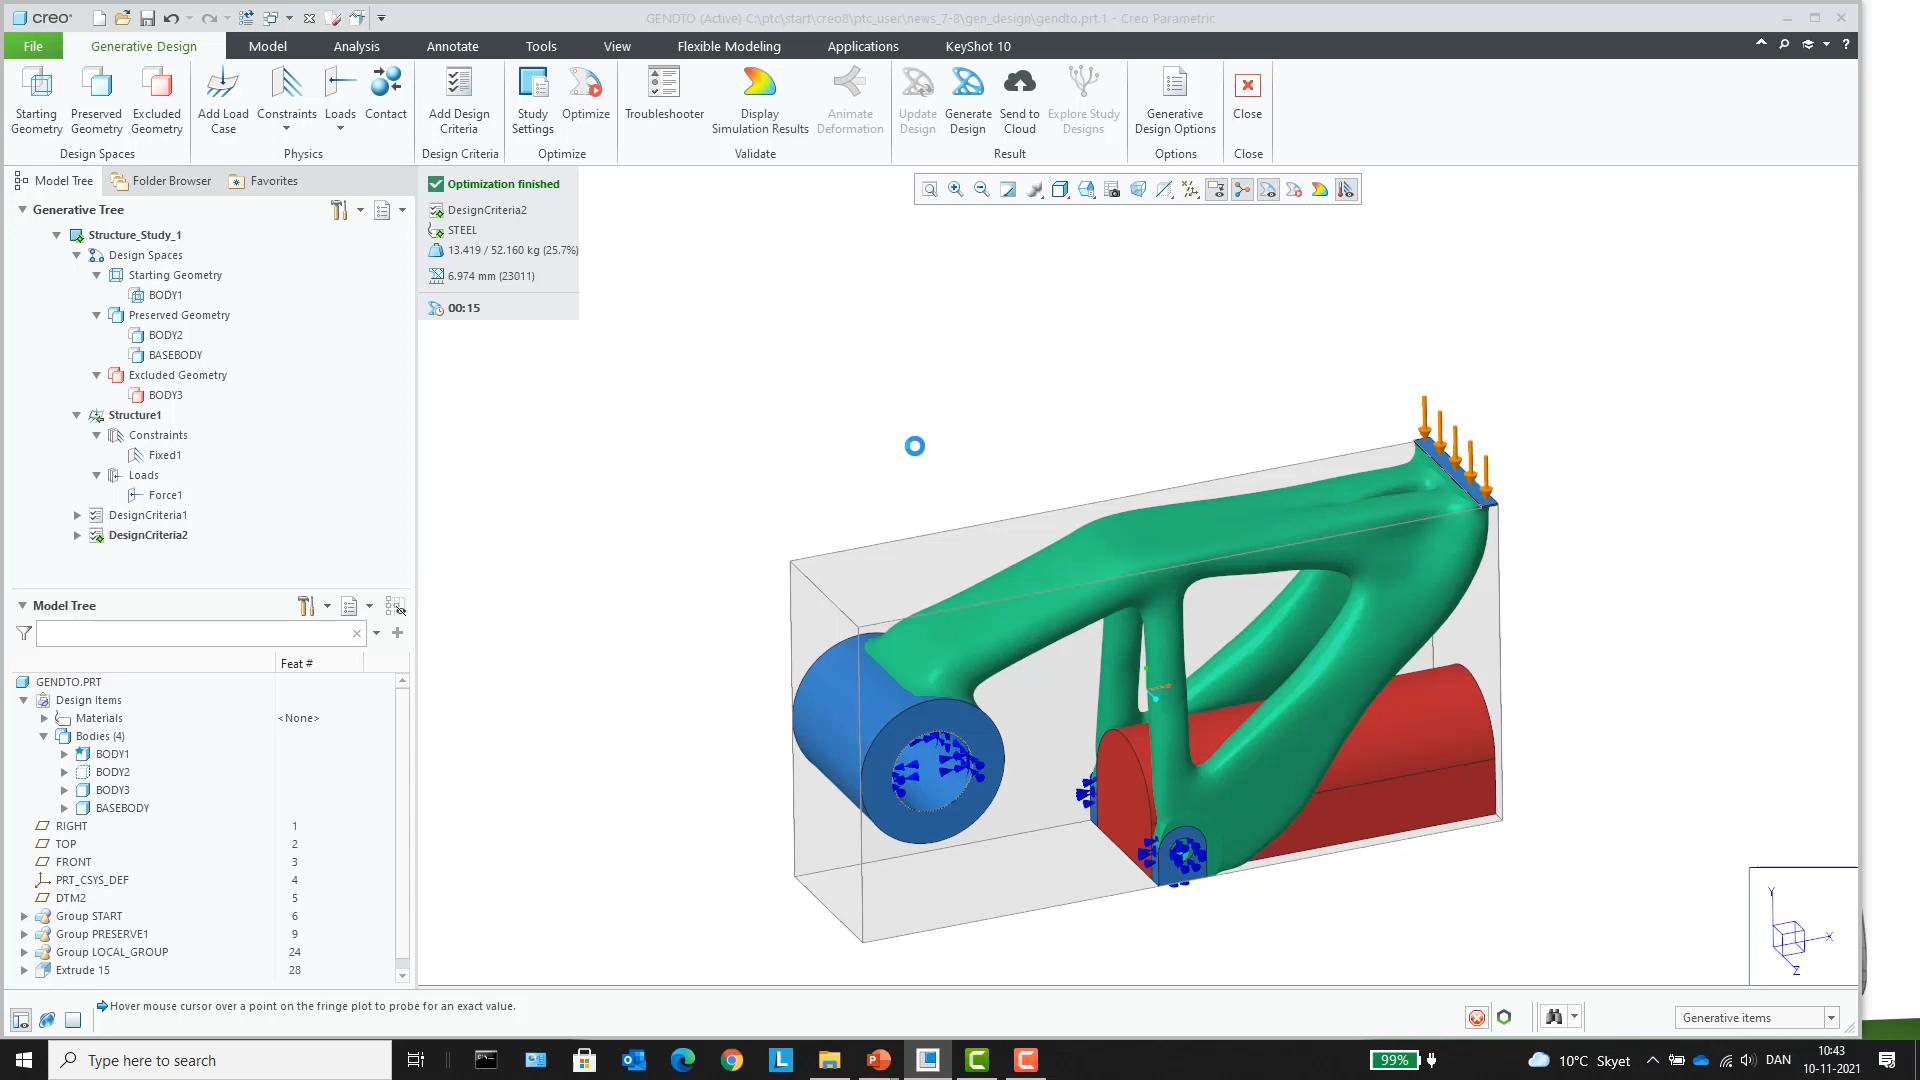 creo
GENDTO (Active) C:\ptc\start\creo8\ptc_user\news_7-8\gen_design\gendto.prt.1 - Creo Parametric
File
Generative Design
Model
Analysis
Annotate
Tools
View
Flexible Modeling
Applications
KeyShot 10
Starting Geometry
Preserved Geometry
Excluded Geometry
Add Load Case
Constraints
Loads
Contact
Add Design Criteria
Study Settings
Optimize
Troubleshooter
Display Simulation Results
Animate Deformation
Update Design
Generate Design
Send to Cloud
Explore Study Designs
Generative Design Options
Close
Design Spaces
Physics
Design Criteria
Optimize
Validate
Result
Options
Close
Model Tree
Folder Browser
Favorites
Generative Tree
Structure_Study_1
Design Spaces
Starting Geometry
BODY1
Preserved Geometry
BODY2
BASEBODY
Excluded Geometry
BODY3
Structure1
Constraints
Fixed1
Loads
Force1
DesignCriteria1
DesignCriteria2
Optimization finished
DesignCriteria2
STEEL
13.419 / 52.160 kg (25.7%)
6.974 mm (23011)
00:15
Model Tree
Feat #
GENDTO.PRT
Design Items
Materials <None>
Bodies (4)
BODY1
BODY2
BODY3
BASEBODY
RIGHT 1
TOP 2
FRONT 3
PRT_CSYS_DEF 4
DTM2 5
Group START 6
Group PRESERVE1 9
Group LOCAL_GROUP 24
Extrude 15 28
Y
X
Z
Hover mouse cursor over a point on the fringe plot to probe for an exact value.
Generative items
Type here to search
99%
10°C Skyet
DAN
10:43
10-11-2021